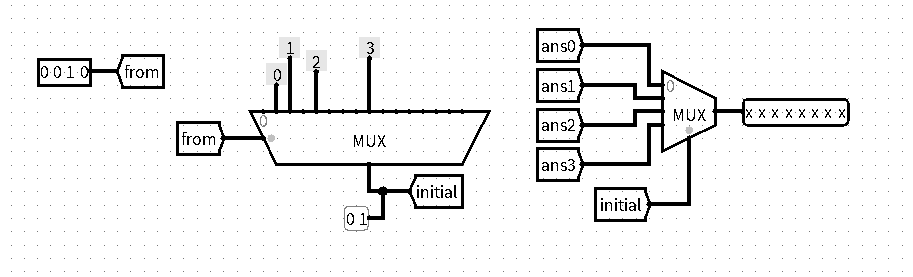 0 0 1 0
from
1
3
2
0
0
from
MUX
initial
0 1
ans0
ans1
ans2
ans3
0
MUX
x x x x x x x x
initial